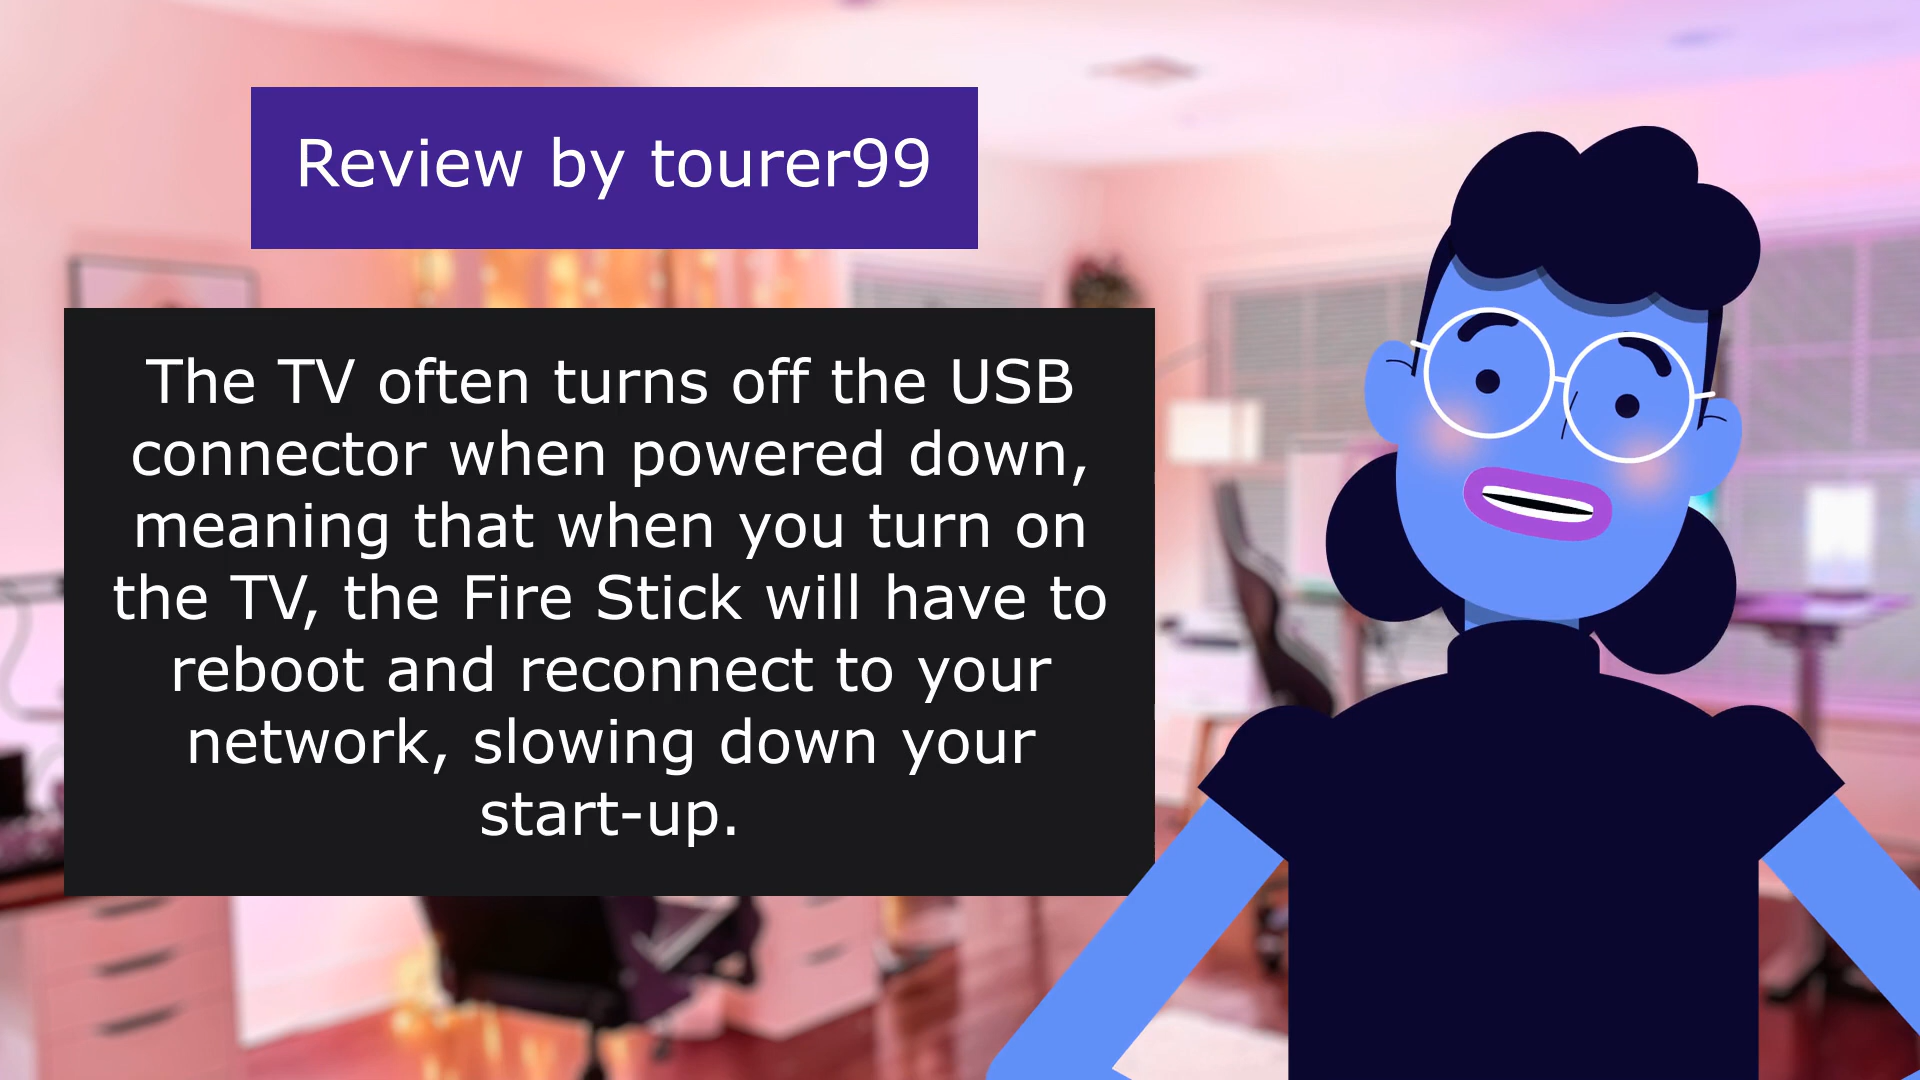 Review by tourer99
The TV often turns off the USB
connector when powered down,
meaning that when you turn on
the TV, the Fire Stick will have to
reboot and reconnect to your
network, slowing down your
start-up.